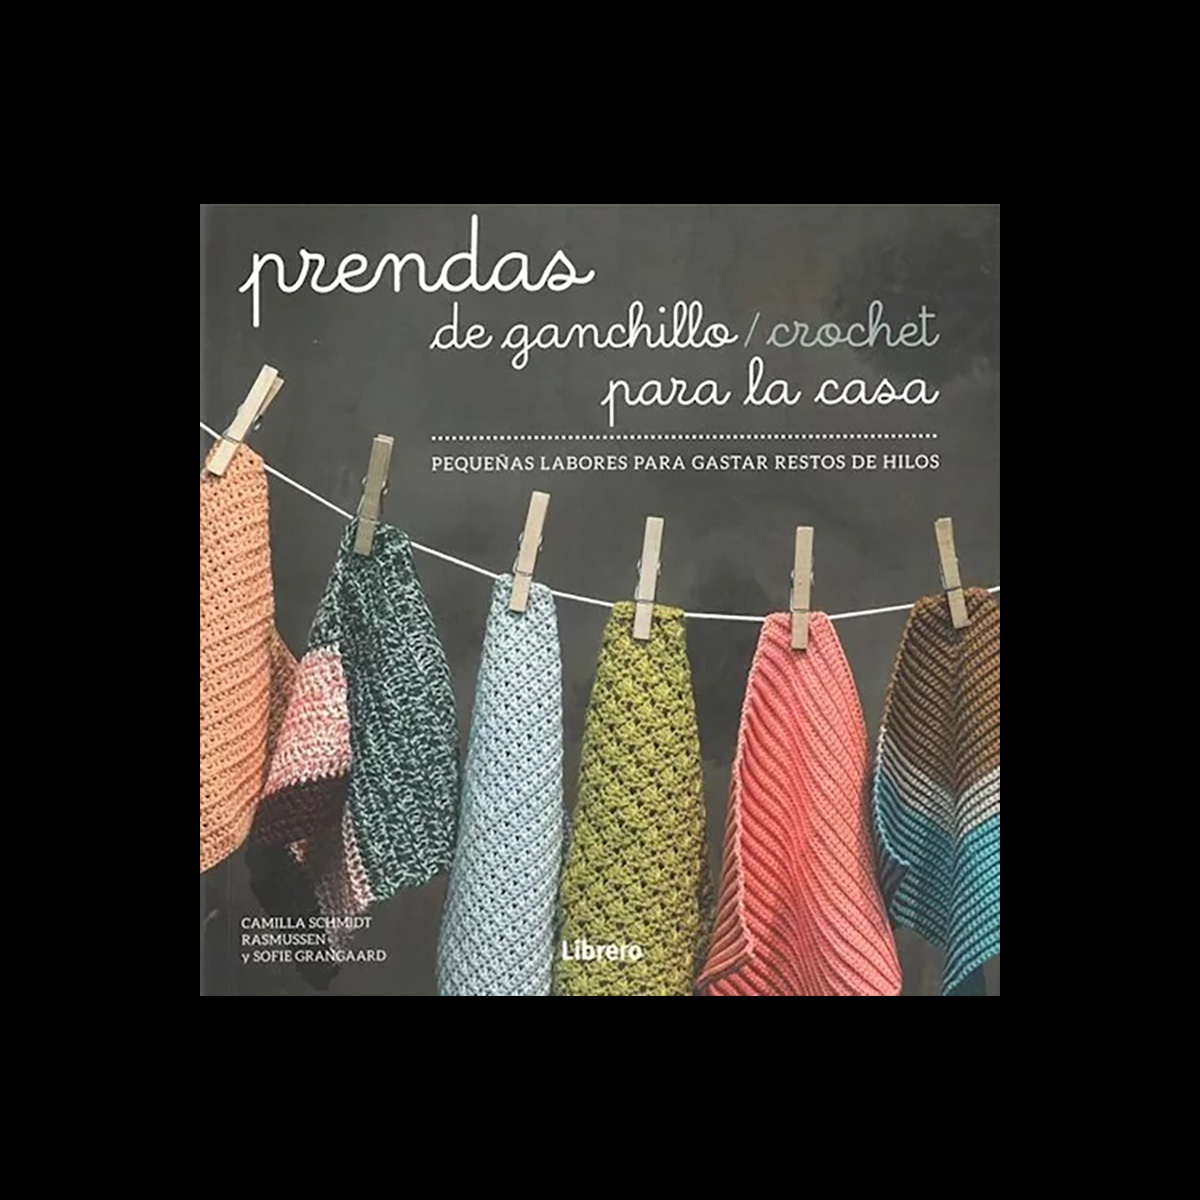 prendas
de ganchillo / crochet
para la casa
PEQUEÑAS LABORES PARA GASTAR RESTOS DE HILOS
CAMILLA SCHMIDT
RASMUSSEN
y SOFIE GRANGAARD
Librero